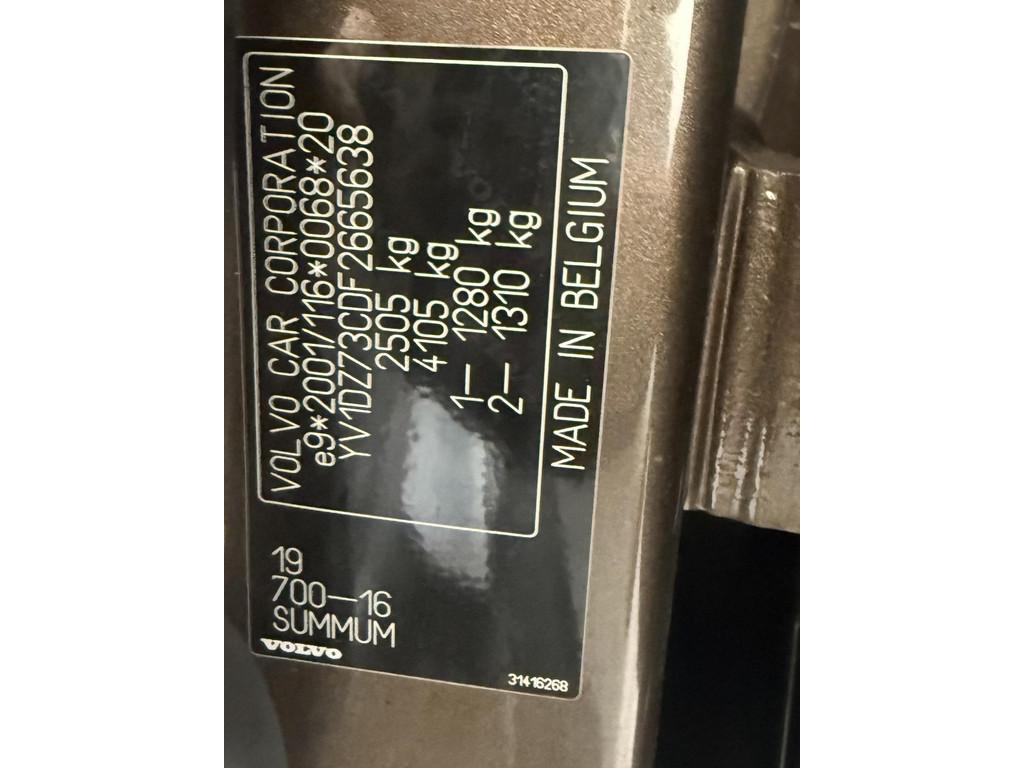 VOLVO CAR CORPORATION
e9*2001/116*0068*20
YV1DZ73CDF2665638
2505 kg
4105 kg
1— 1280 kg
2— 1310 kg
MADE IN BELGIUM
19
700—16
SUMMUM
VOLVO
31416268